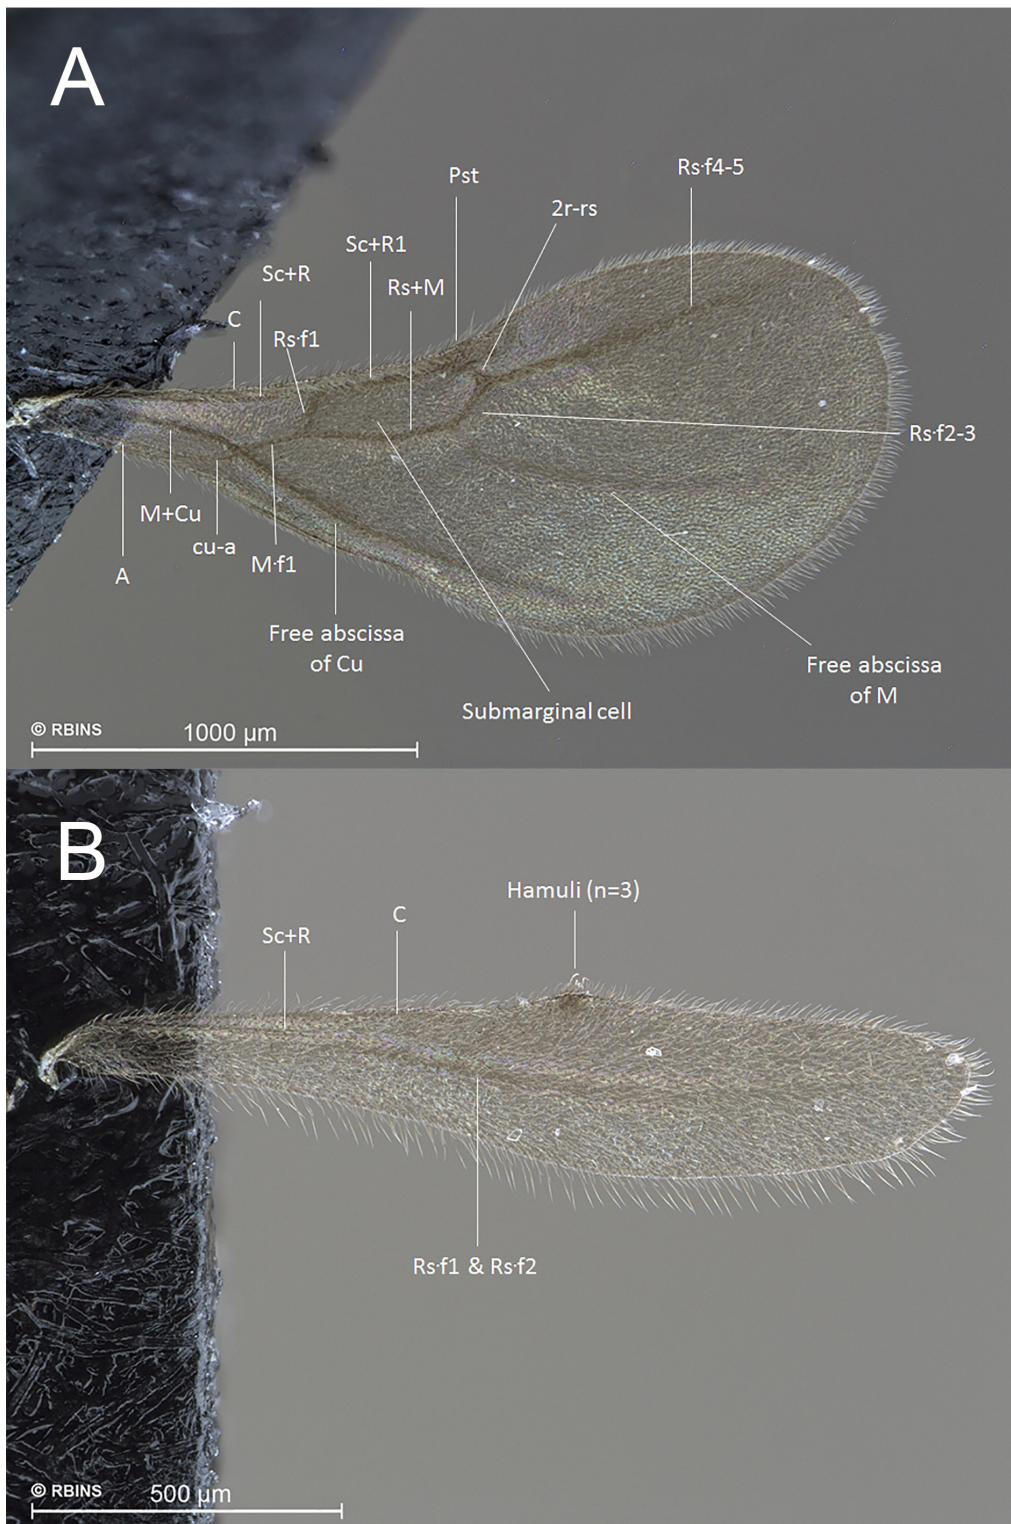 A
Rs·f4-5
Pst
2r-rs
Sc+R1
Sc+R
Rs+M
C
Rs·f1
Rs·f2-3
M+Cu
cu-a
M·f1
A
Free abscissa
of Cu
Free abscissa
of M
Submarginal cell
© RBINS
1000 µm
B
Hamuli (n=3)
C
Sc+R
Rs·f1 & Rs·f2
© RBINS
500 µm